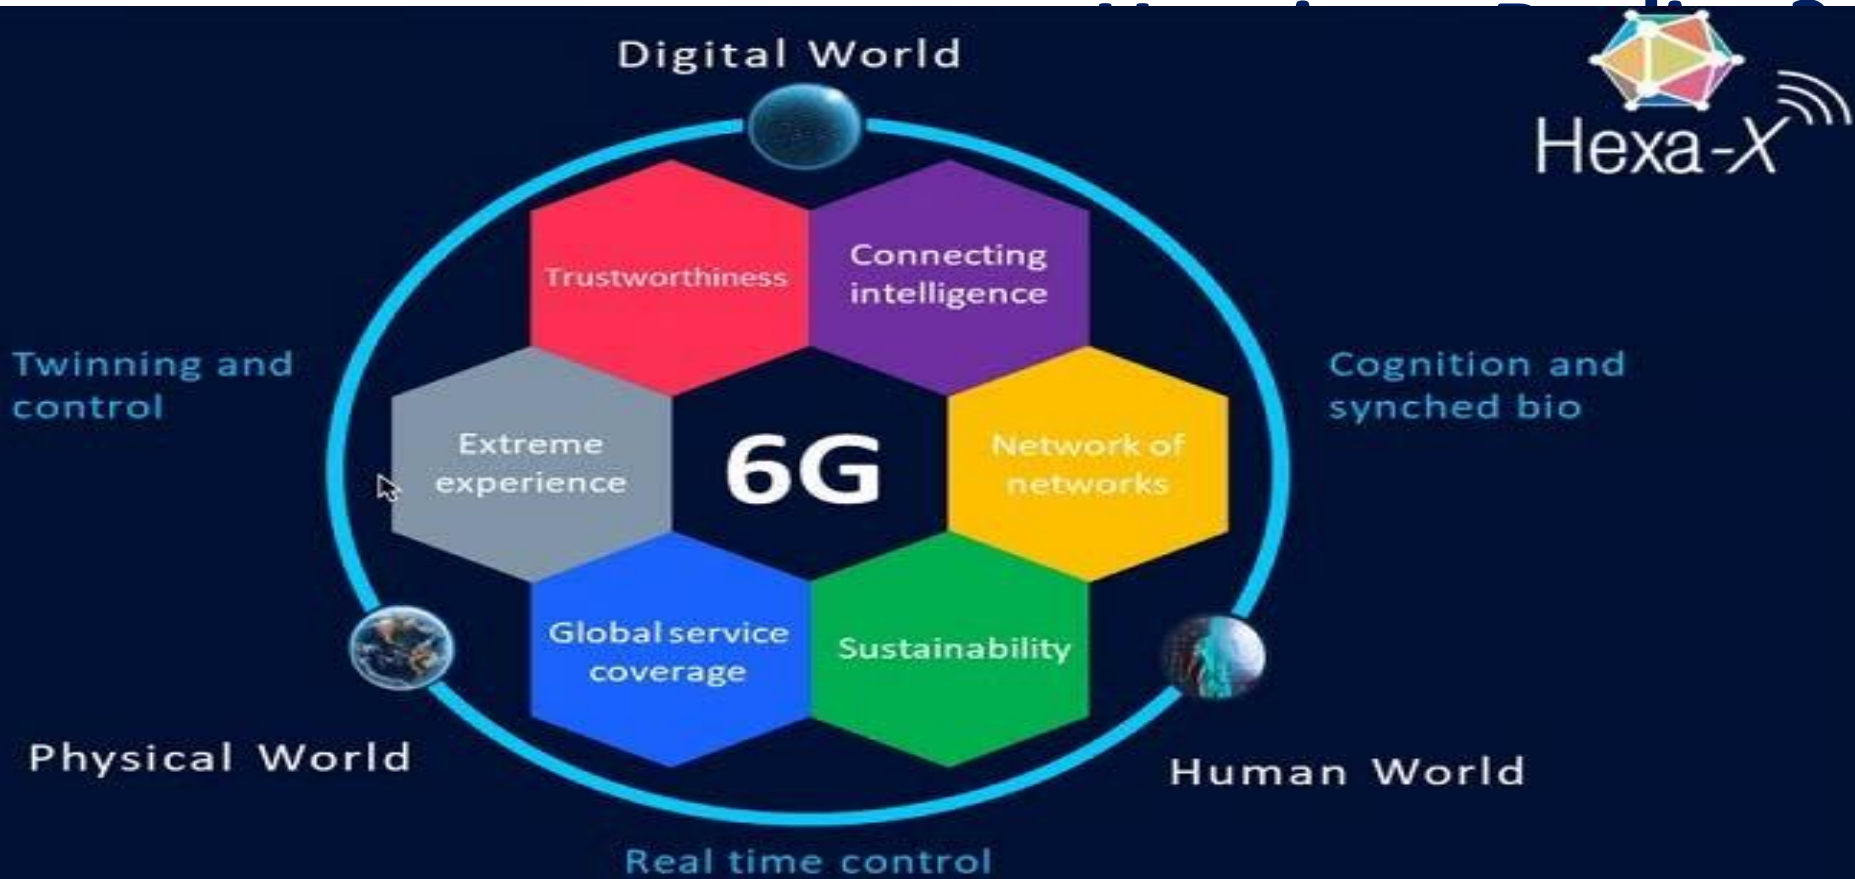 Digital World
Hexa-X
Trustworthiness
Connecting
intelligence
Twinning and
control
Cognition and
synched bio
Extreme
experience
6G
Network of
networks
Global service
coverage
Sustainability
Physical World
Human World
Real time control